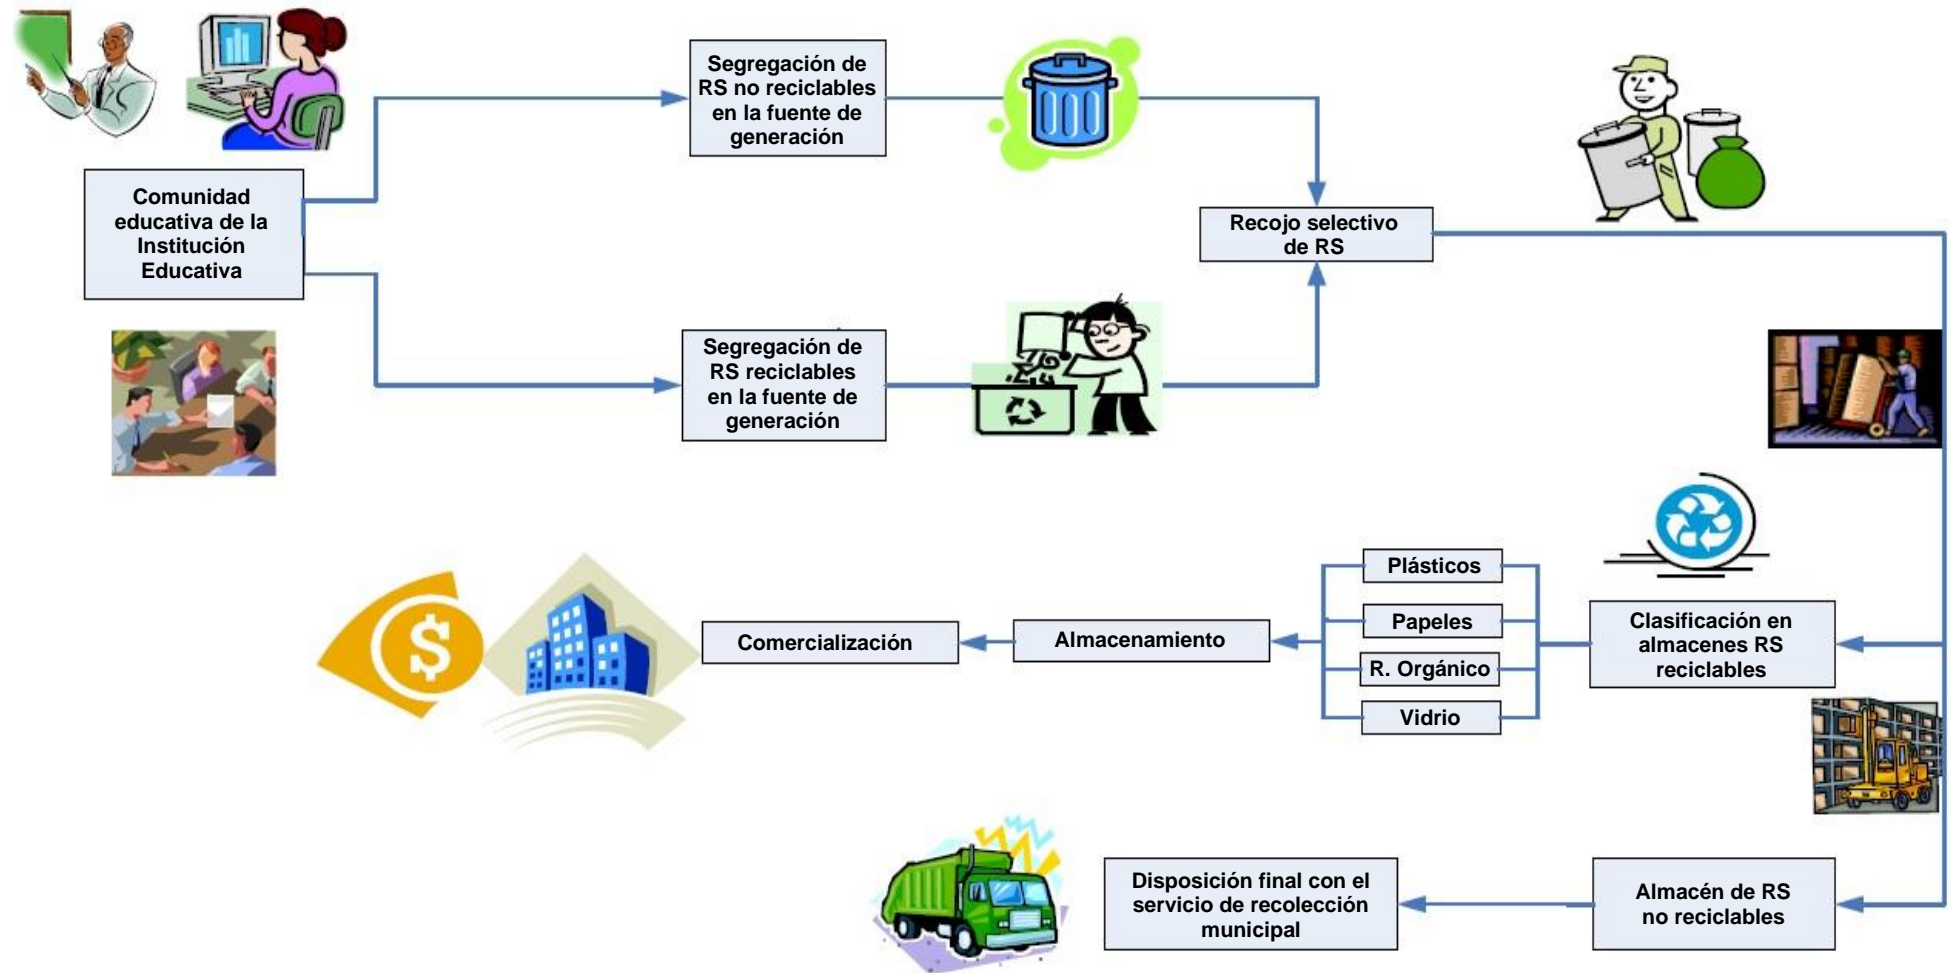 Segregación de
RS no reciclables
en la fuente de
generación
Comunidad
educativa de la
Institución
Educativa
Recojo selectivo
de RS
Segregación de
RS reciclables
en la fuente de
generación
Plásticos
Papeles
R. Orgánico
Vidrio
Clasificación en
almacenes RS
reciclables
Almacenamiento
Comercialización
$
Disposición final con el
servicio de recolección
municipal
Almacén de RS
no reciclables